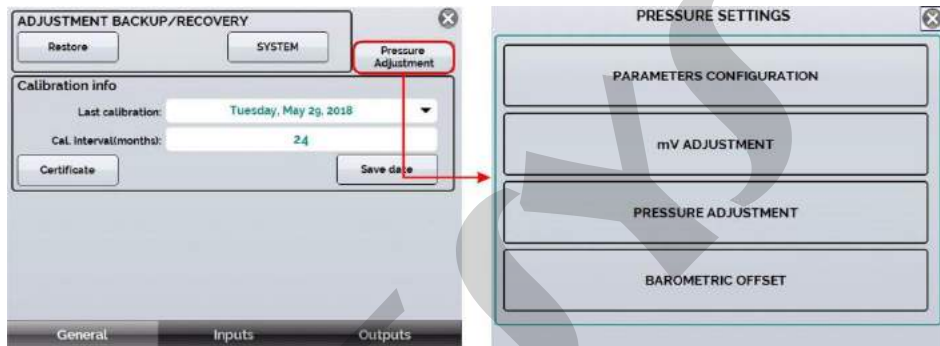 ADJUSTMENT BACKUP/RECOVERY
Restore
SYSTEM
Pressure
Adjustment
Calibration info
Last calibration: Tuesday, May 29, 2018
Cal. Interval(months): 24
Certificate
Save date
General Inputs Outputs
PRESSURE SETTINGS
PARAMETERS CONFIGURATION
mV ADJUSTMENT
PRESSURE ADJUSTMENT
BAROMETRIC OFFSET